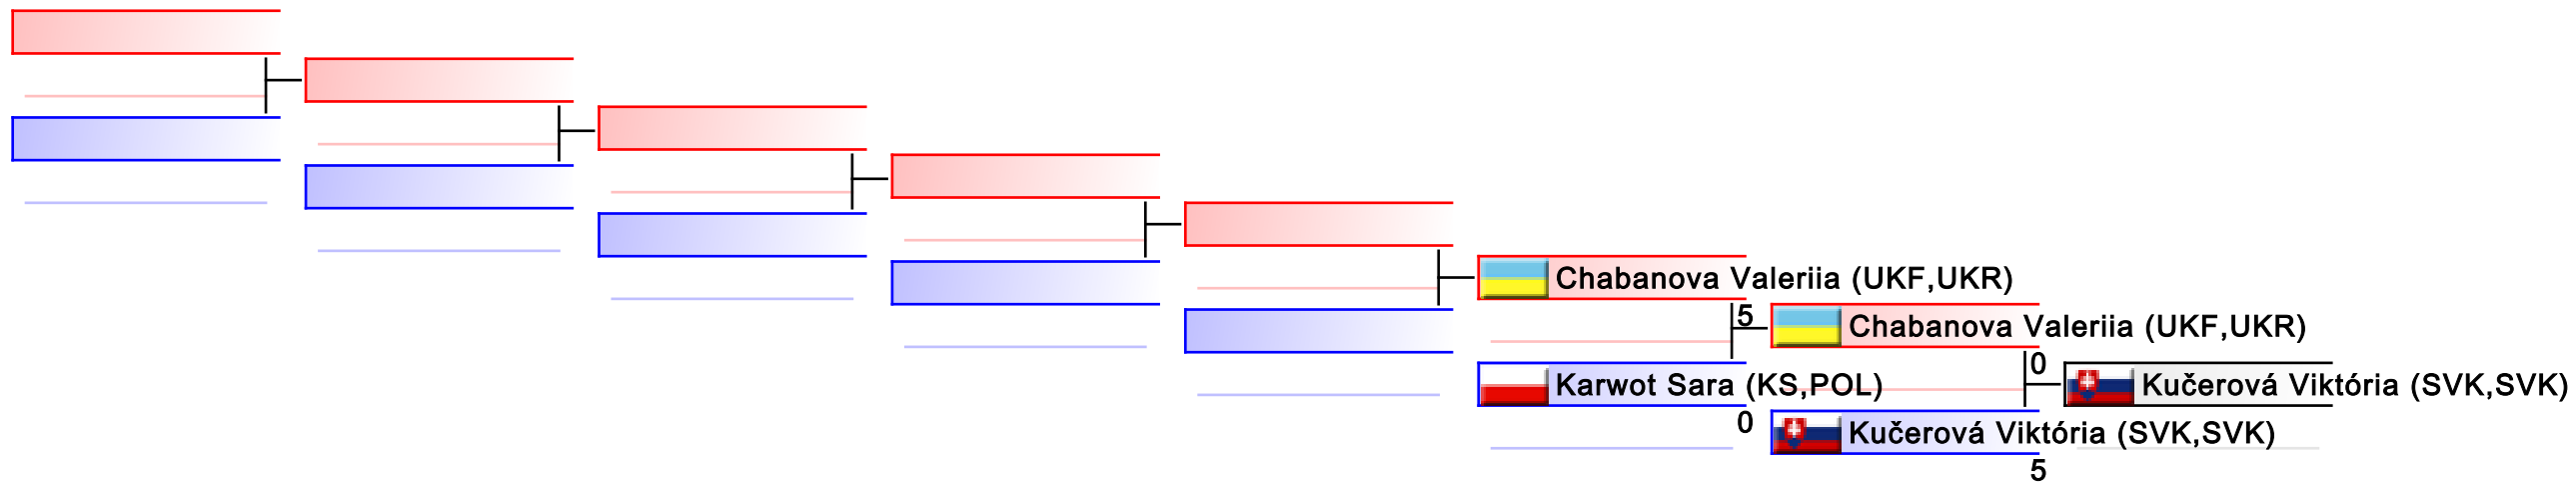 Chabanova Valeriia (UKF,UKR)
5
Chabanova Valeriia (UKF,UKR)
0
Karwot Sara (KS,POL)
Kučerová Viktória (SVK,SVK)
0
Kučerová Viktória (SVK,SVK)
5